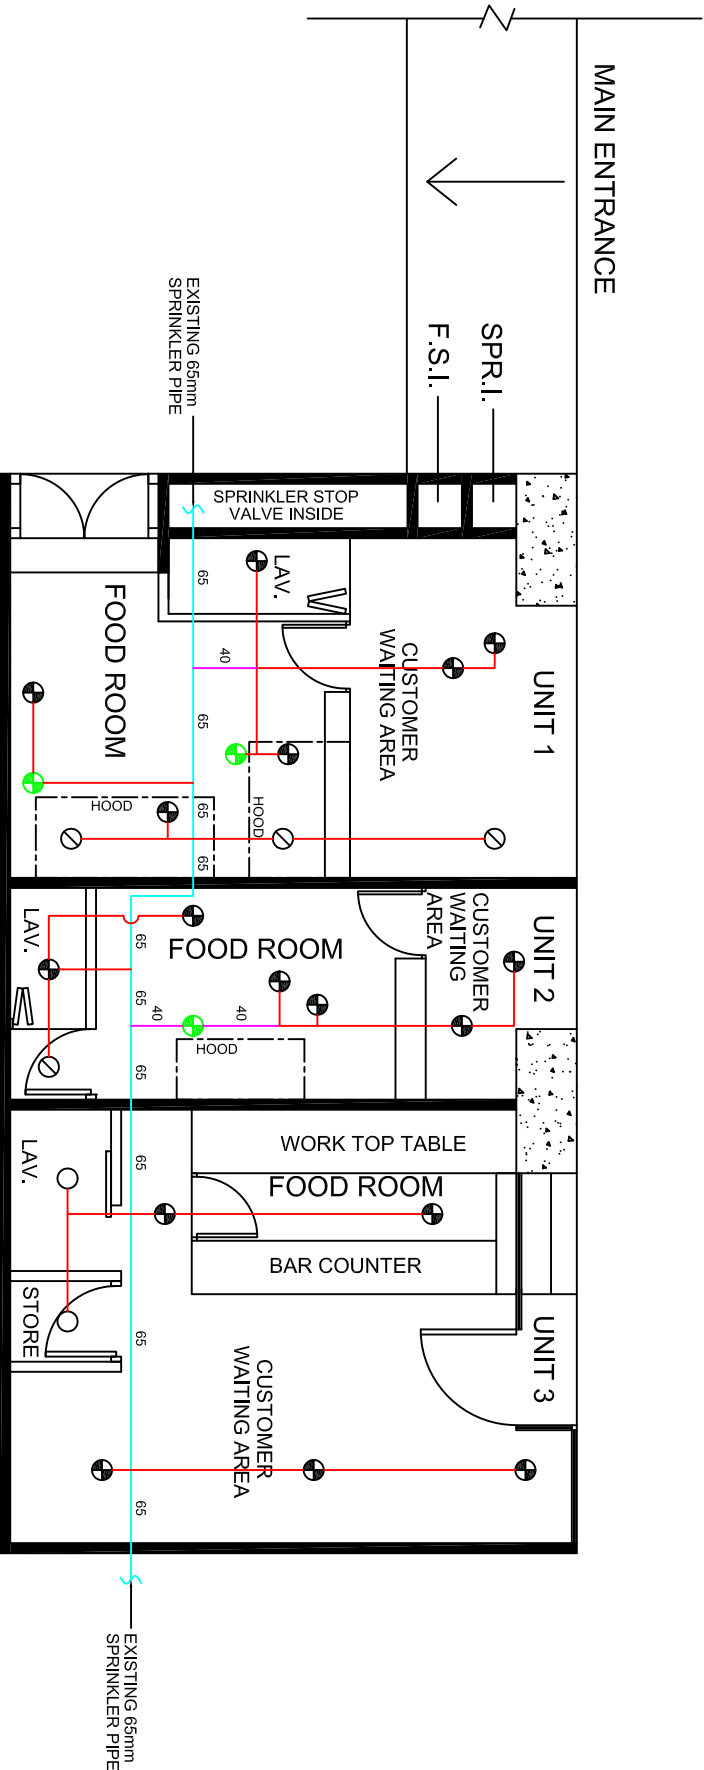 MAIN ENTRANCE
SPR.I.
F.S.I.
EXISTING 65mm
SPRINKLER PIPE
SPRINKLER STOP
VALVE INSIDE
UNIT 1
CUSTOMER
WAITING AREA
LAV.
65
40
65
FOOD ROOM
HOOD
HOOD
65
65
UNIT 2
CUSTOMER
WAITING
AREA
FOOD ROOM
LAV.
65
65
40
40
65
HOOD
WORK TOP TABLE
FOOD ROOM
BAR COUNTER
LAV.
65
STORE
65
UNIT 3
CUSTOMER
WAITING AREA
65
EXISTING 65mm
SPRINKLER PIPE